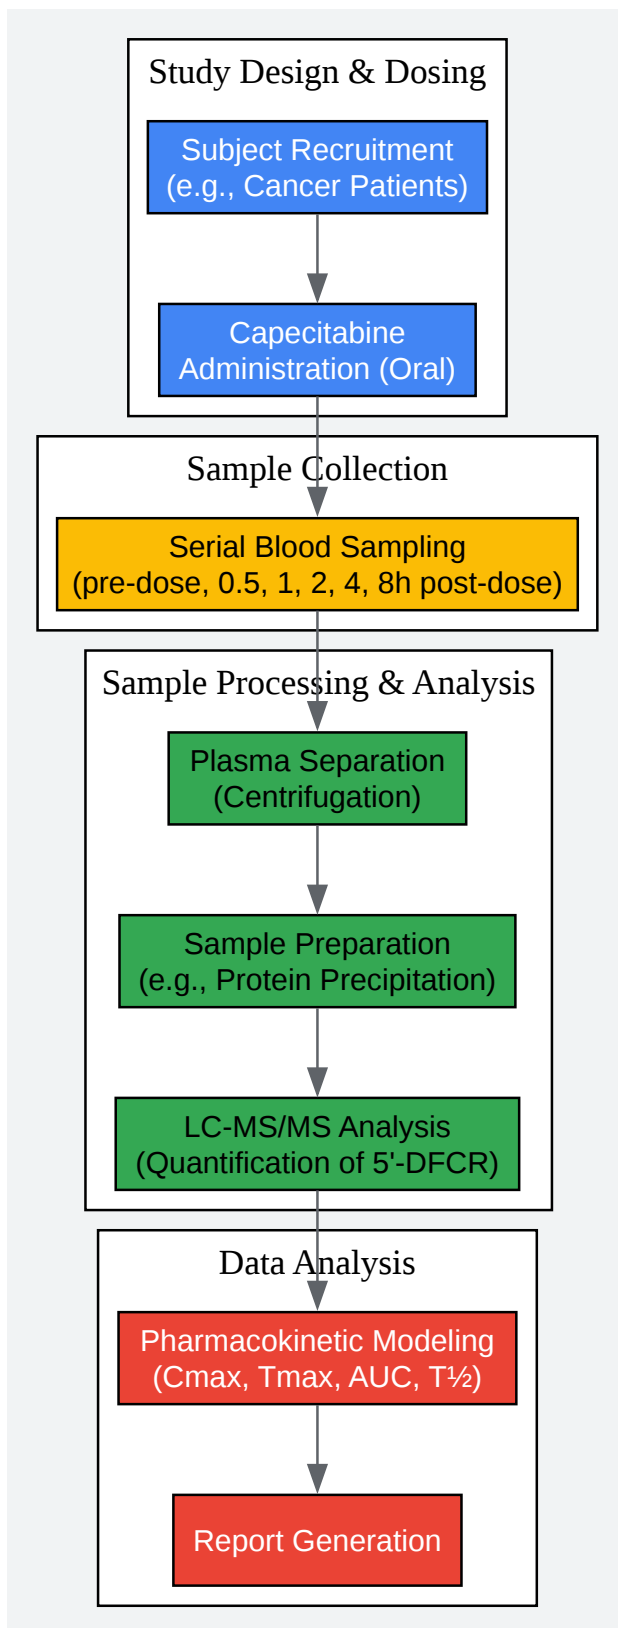 Study Design & Dosing
Subject Recruitment
(e.g., Cancer Patients)
Capecitabine
Administration (Oral)
Sample Collection
Serial Blood Sampling
(pre-dose, 0.5, 1, 2, 4, 8h post-dose)
Sample Processing & Analysis
Plasma Separation
(Centrifugation)
Sample Preparation
(e.g., Protein Precipitation)
LC-MS/MS Analysis
(Quantification of 5'-DFCR)
Data Analysis
Pharmacokinetic Modeling
(Cmax, Tmax, AUC, T½)
Report Generation